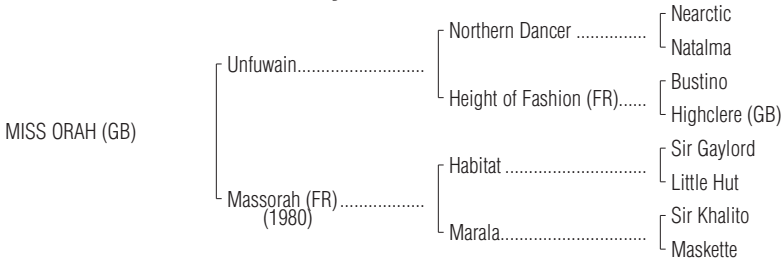 Nearctic
Northern Dancer ...............
Natalma
Unfuwain...........................
Bustino
Height of Fashion (FR)......
Highclere (GB)
MISS ORAH (GB)
Sir Gaylord
Habitat ..............................
Little Hut
Massorah (FR)..................
(1980)
Sir Khalito
Marala...............................
Maskette